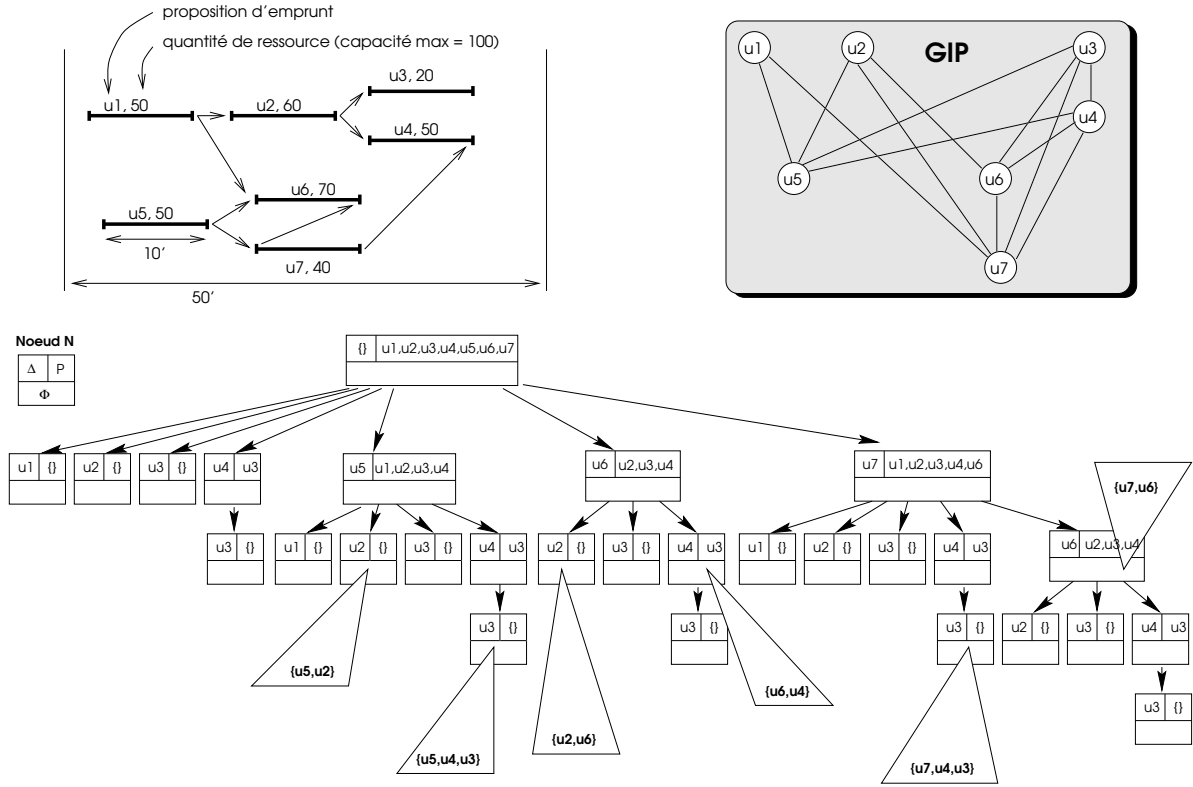 proposition d'emprunt
quantité de ressource (capacité max = 100)
u1, 50
u2, 60
u3, 20
u4, 50
u6, 70
u5, 50
10'
u7, 40
50'
GIP
u1
u2
u3
u4
u5
u6
u7
Noeud N
Δ P
Φ
{} u1,u2,u3,u4,u5,u6,u7
u1 {}
u2 {}
u3 {}
u4 u3
u5 u1,u2,u3,u4
u6 u2,u3,u4
u7 u1,u2,u3,u4,u6
{u7,u6}
u3 {}
u1 {}
u2 {}
u3 {}
u4 u3
u2 {}
u3 {}
u4 u3
u1 {}
u2 {}
u3 {}
u4 u3
u6 u2,u3,u4
u3 {}
u3 {}
u3 {}
u2 {}
u3 {}
u4 u3
{u5,u2}
{u6,u4}
u3 {}
{u2,u6}
{u5,u4,u3}
{u7,u4,u3}